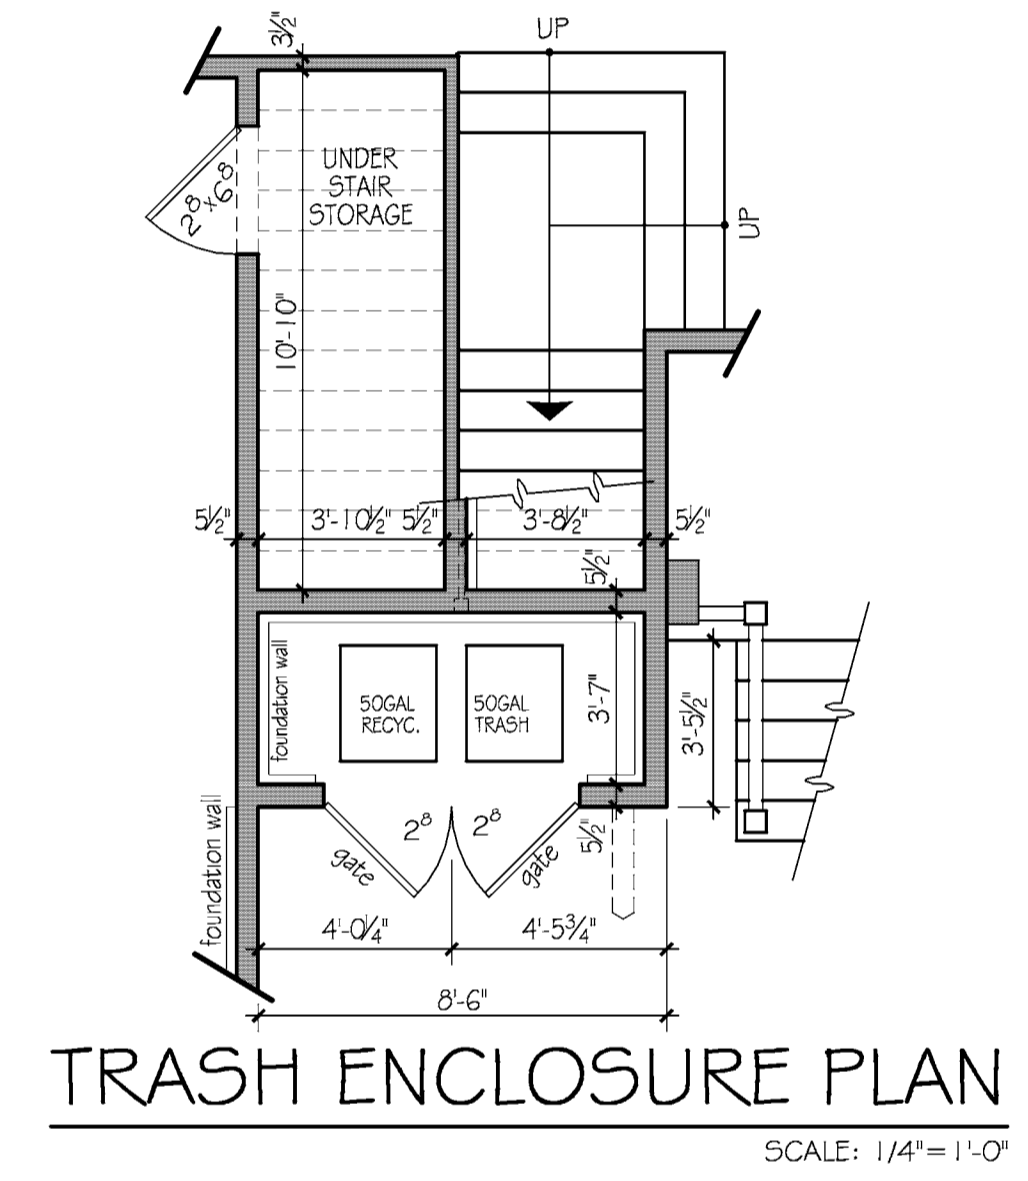 3½"
UP
UNDER
STAIR
STORAGE
2⁸ x 6⁸
UP
10'-10"
5½"
3'-10½"
5½"
3'-8½"
5½"
5½"
foundation wall
50GAL
RECYC.
50GAL
TRASH
3'-7"
3'-5½"
2⁸
2⁸
gate
gate
5½"
foundation wall
4'-0¼"
4'-5¾"
8'-6"
TRASH ENCLOSURE PLAN
SCALE: 1/4"=1'-0"